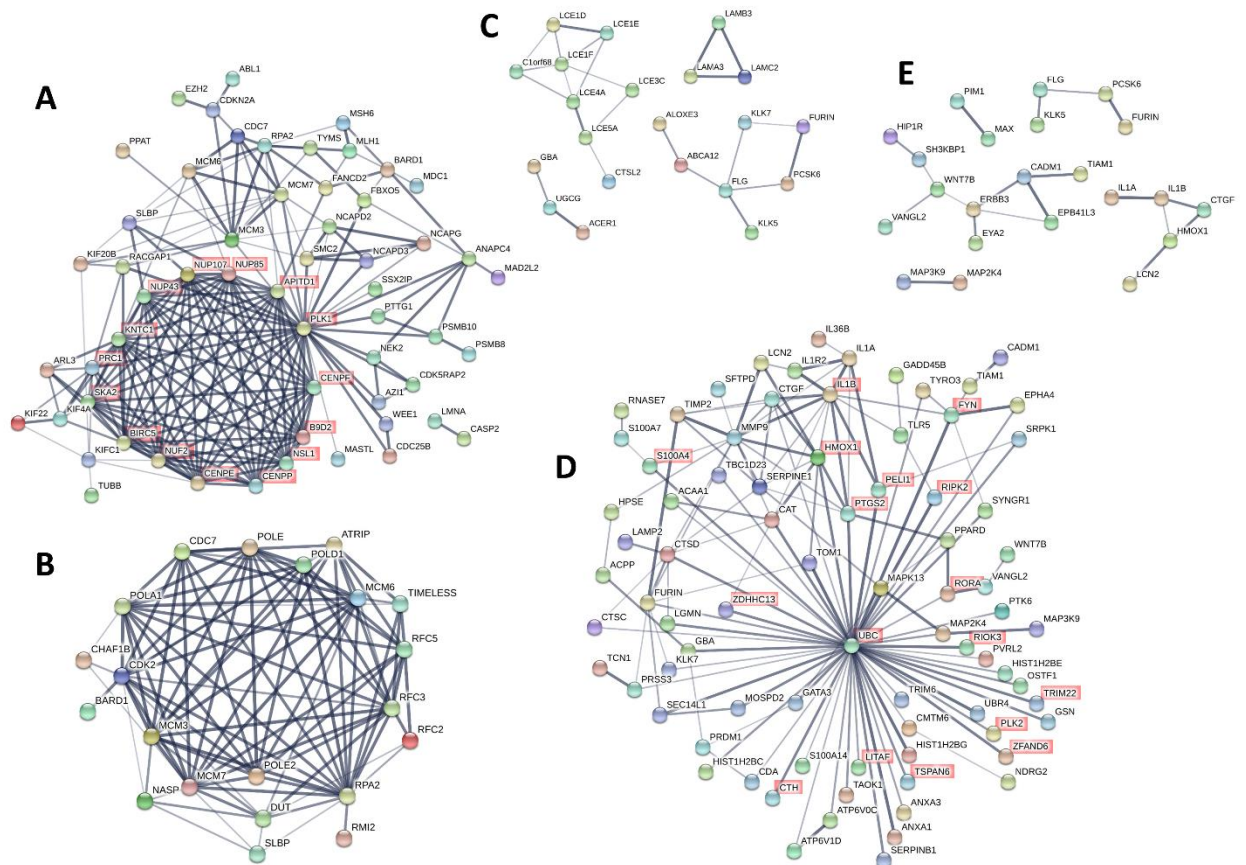 A
ABL1
EZH2
CDKN2A
CDC7
RPA2
TYMS
MSH6
MLH1
PPAT
MCM6
BARD1
MDC1
FANCD2
MCM7
FBXO5
SLBP
MCM3
NCAPD2
NCAPG
KIF20B
RACGAP1
SMC2
NCAPD3
ANAPC4
MAD2L2
NUP107
NUP85
APITD1
SSX2IP
NUP43
PTTG1
PLK1
KNTC1
PSMB10
PSMB8
ARL3
PRC1
NEK2
CDK5RAP2
CENPF
SKA2
AZI1
KIF22
KIF4A
WEE1
LMNA
CASP2
BIRC5
B9D2
CDC25B
NUF2
NSL1
MASTL
KIFC1
CENPE
CENPP
TUBB
B
CDC7
POLE
ATRIP
POLD1
MCM6
TIMELESS
POLA1
RFC5
CHAF1B
CDK2
BARD1
RFC3
RFC2
MCM3
POLE2
MCM7
RPA2
NASP
DUT
SLBP
RMI2
C
LCE1D
LCE1E
LCE1F
C1orf68
LCE3C
LCE4A
LCE5A
CTSL2
LAMB3
LAMA3
LAMC2
ALOXE3
KLK7
FURIN
ABCA12
FLG
PCSK6
KLK5
GBA
UGCG
ACER1
E
PIM1
MAX
FLG
PCSK6
KLK5
FURIN
HIP1R
SH3KBP1
CADM1
TIAM1
WNT7B
ERBB3
VANGL2
EYA2
EPB41L3
IL1A
IL1B
CTGF
HMOX1
LCN2
MAP3K9
MAP2K4
D
IL36B
IL1A
LCN2
IL1R2
GADD45B
CADM1
SFTPD
CTGF
IL1B
TYRO3
TIAM1
RNASE7
TIMP2
FYN
EPHA4
S100A7
MMP9
TLR5
SRPK1
S100A4
HMOX1
TBC1D23
SERPINE1
PELI1
RIPK2
HPSE
ACAA1
PTGS2
SYNGR1
CAT
LAMP2
CTSD
PPARD
WNT7B
ACPP
TOM1
MAPK13
VANGL2
FURIN
RORA
ZDHHC13
PTK6
CTSC
LGMN
UBC
MAP2K4
MAP3K9
GBA
RIOK3
PVRL2
TCN1
KLK7
HIST1H2BE
PRSS3
OSTF1
MOSPD2
GATA3
TRIM6
TRIM22
SEC14L1
UBR4
GSN
CMTM6
PLK2
PRDM1
HIST1H2BG
ZFAND6
HIST1H2BC
S100A14
LITAF
CDA
TSPAN6
NDRG2
CTH
TAOK1
ATP6V0C
ANXA3
ANXA1
ATP6V1D
SERPINB1